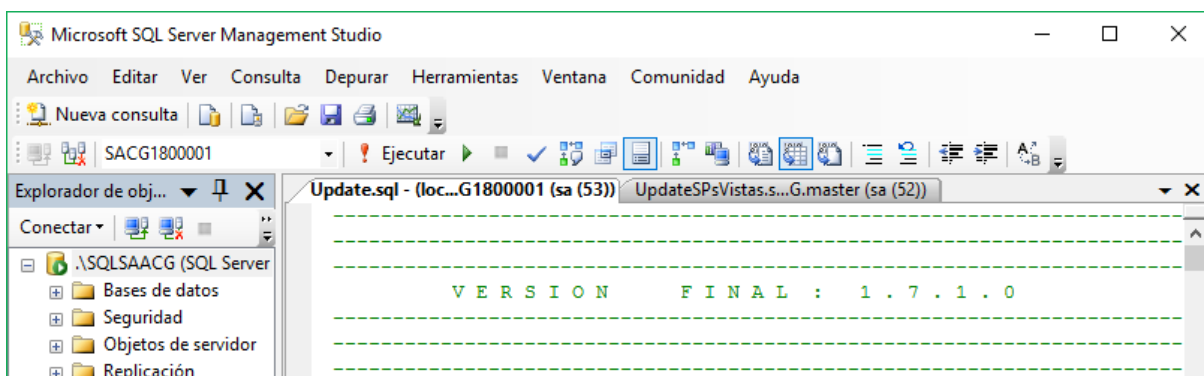 Microsoft SQL Server Management Studio
Archivo Editar Ver Consulta Depurar Herramientas Ventana Comunidad Ayuda
Nueva consulta
SACG1800001 Ejecutar
Explorador de obj...
Update.sql - (loc...G1800001 (sa (53)) UpdateSPsVistas.s...G.master (sa (52))
Conectar
.\SQLSAACG (SQL Server
Bases de datos
Seguridad
Objetos de servidor
Replicación
------------------------------------------------------------
------------------------------------------------------------
------------------------------------------------------------
V E R S I O N F I N A L : 1 . 7 . 1 . 0
------------------------------------------------------------
------------------------------------------------------------
------------------------------------------------------------